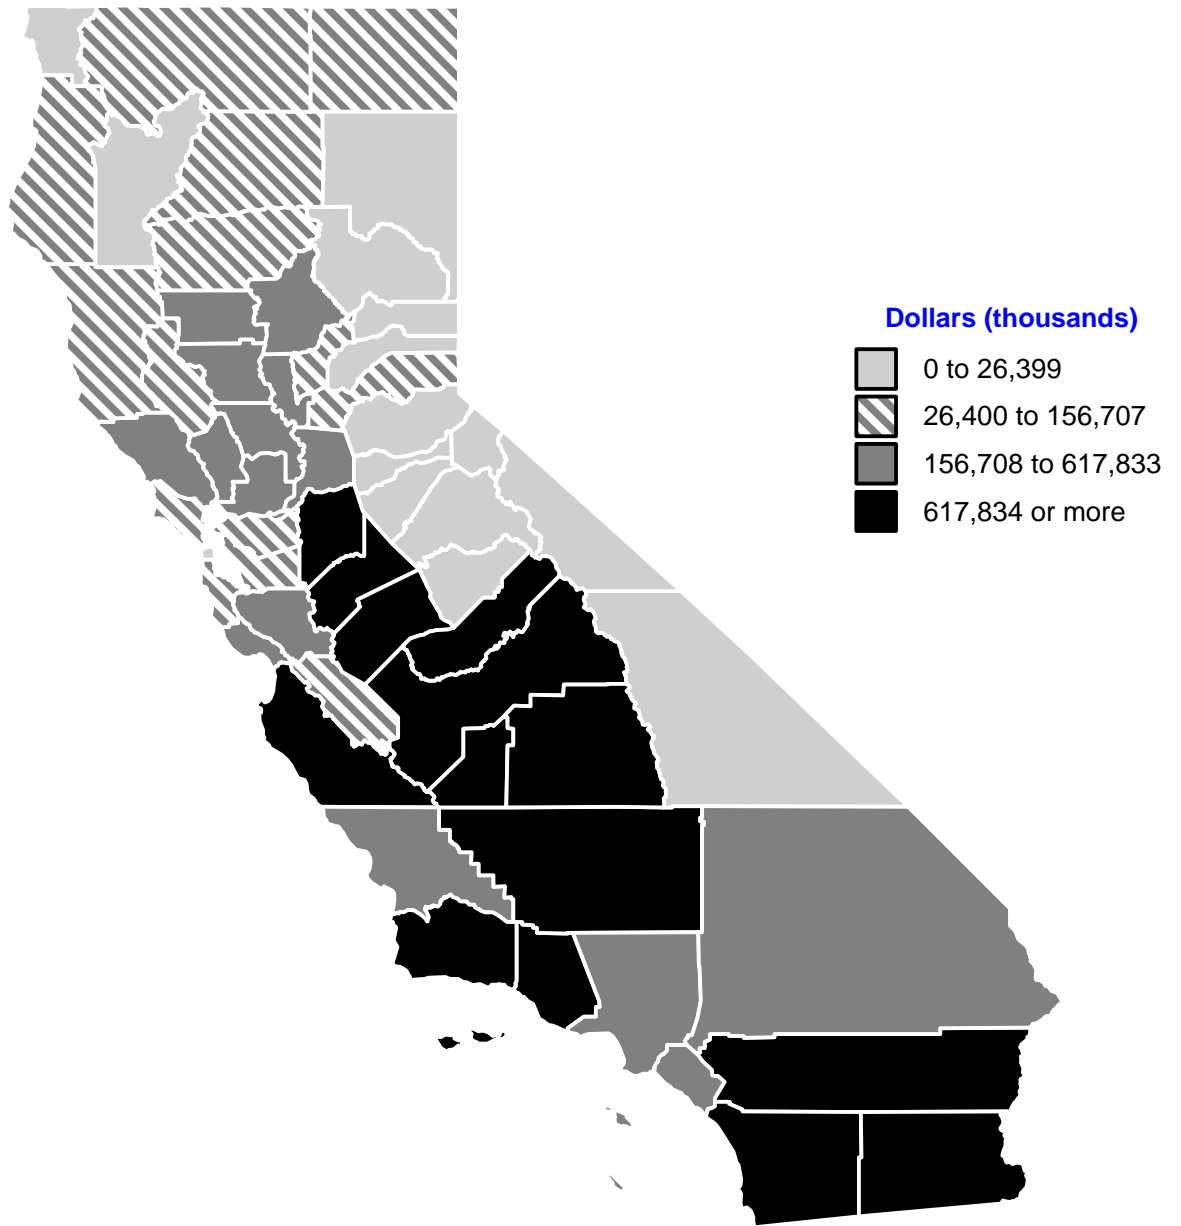 Dollars (thousands)
0 to 26,399
26,400 to 156,707
156,708 to 617,833
617,834 or more